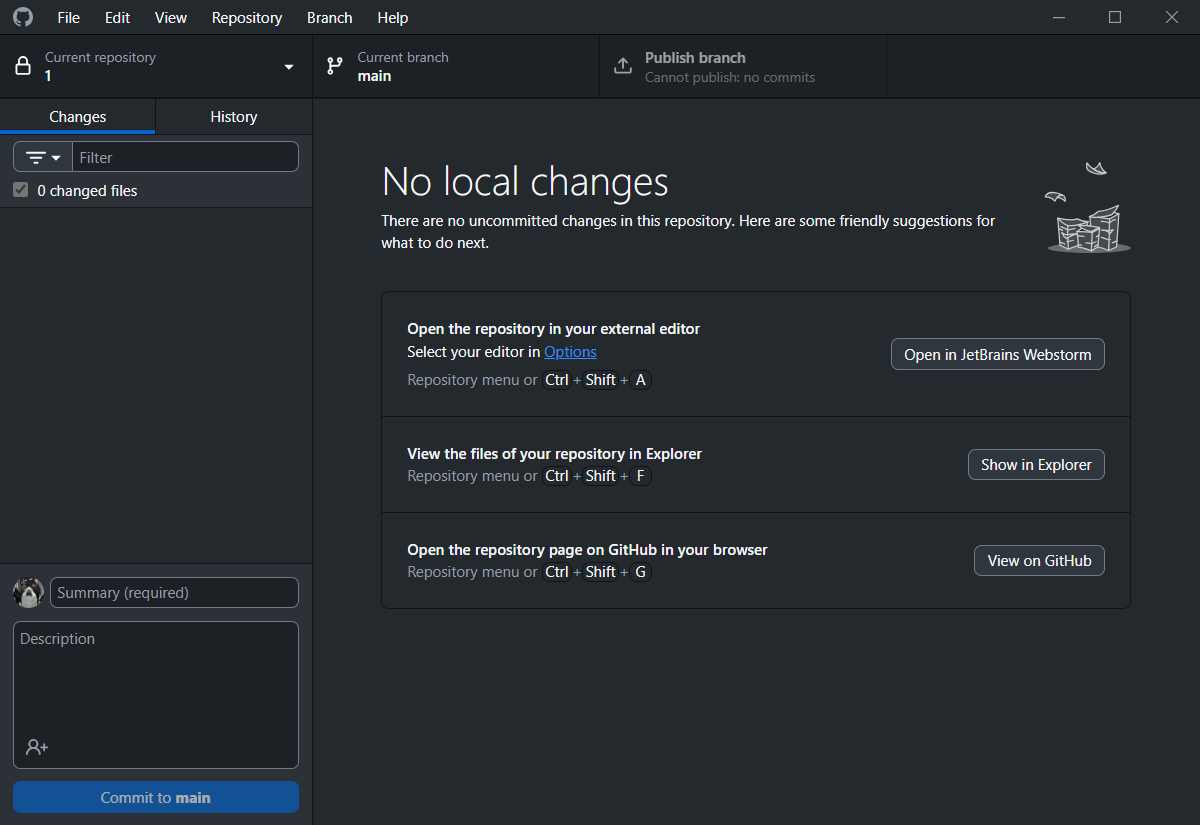 File Edit View Repository Branch Help
Current repository
1
Current branch
main
Publish branch
Cannot publish: no commits
Changes
History
Filter
0 changed files
No local changes
There are no uncommitted changes in this repository. Here are some friendly suggestions for
what to do next.
Open the repository in your external editor
Select your editor in Options
Repository menu or Ctrl + Shift + A
Open in JetBrains Webstorm
View the files of your repository in Explorer
Repository menu or Ctrl + Shift + F
Show in Explorer
Open the repository page on GitHub in your browser
Repository menu or Ctrl + Shift + G
View on GitHub
Summary (required)
Description
Commit to main